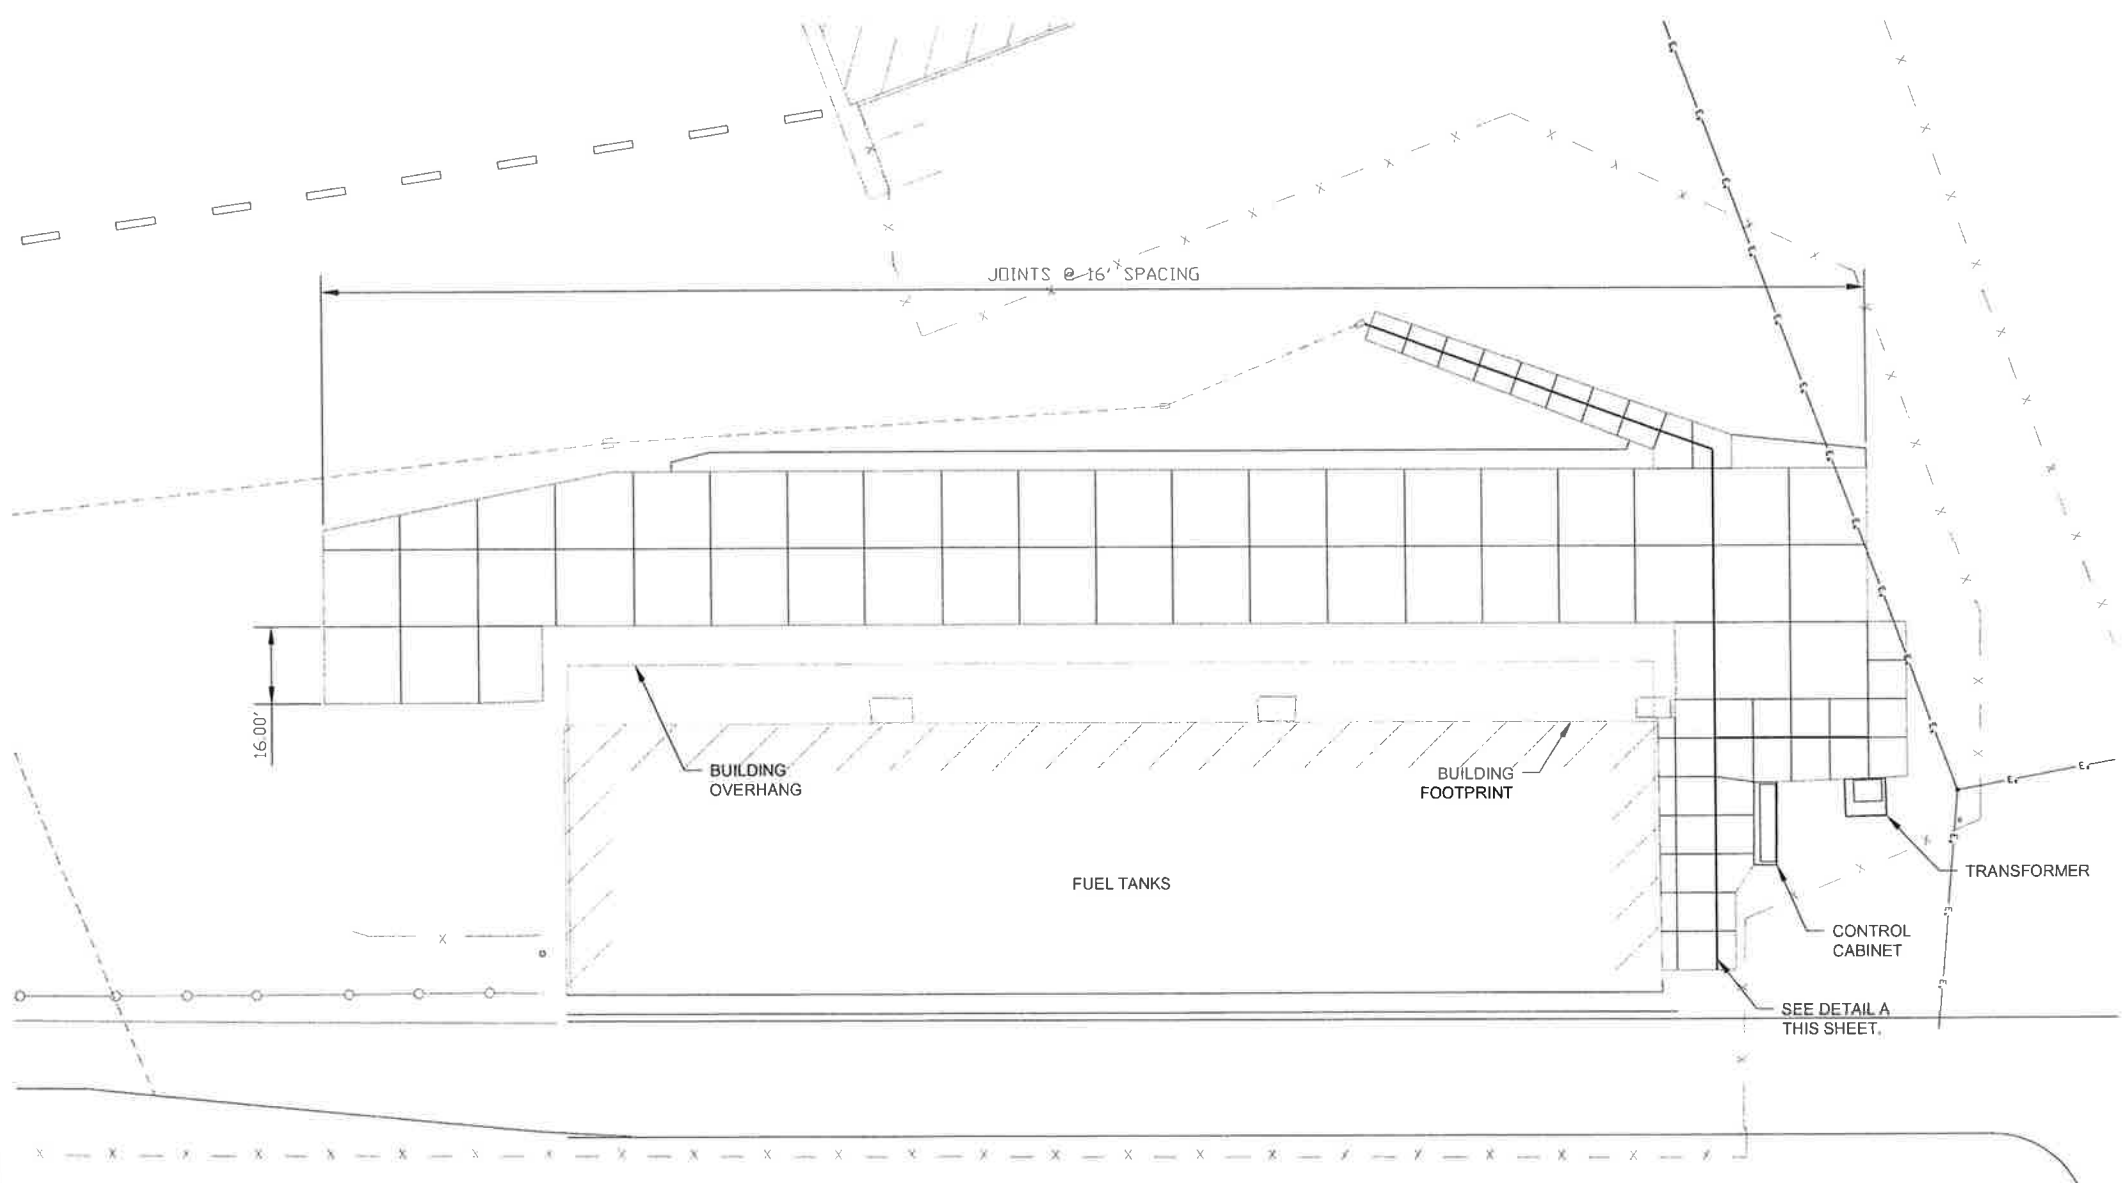 JOINTS @ 16' SPACING
16.00'
BUILDING
OVERHANG
BUILDING
FOOTPRINT
FUEL TANKS
TRANSFORMER
CONTROL
CABINET
SEE DETAIL A
THIS SHEET.